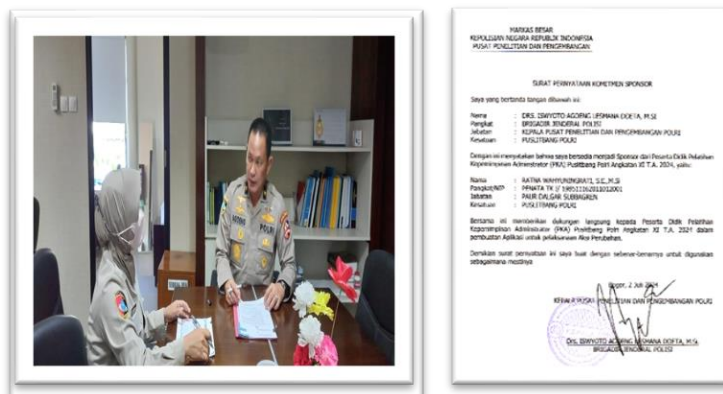 POLRI
MARKAS BESAR
KEPOLISIAN NEGARA REPUBLIK INDONESIA
PUSAT PENELITIAN DAN PENGEMBANGAN
SURAT PERNYATAAN KOMITMEN SPONSOR
Saya yang bertanda tangan dibawah ini:
Nama : DRS. ISWYOTO AGOENG LESMANA DOETA, M.SI
Pangkat : BRIGADIR JENDERAL POLISI
Jabatan : KEPALA PUSAT PENELITIAN DAN PENGEMBANGAN POLRI
Kesatuan : PUSLITBANG POLRI
Dengan ini menyatakan bahwa saya bersedia menjadi Sponsor dari Peserta Didik Pelatihan
Kepemimpinan Administrator (PKA) Puslitbang Polri Angkatan XI T.A. 2024, yaitu:
Nama : RATNA WAHYUNINGRATI, S.E., M.SI
Pangkat/NIP : PENATA TK I/
Jabatan : PAUR DALGAR SUBBAGREN
Kesatuan : PUSLITBANG POLRI
Bersama ini memberikan dukungan langsung kepada Peserta Didik Pelatihan
Kepemimpinan Administrator (PKA) Puslitbang Polri Angkatan XI T.A. 2024 dalam
pembuatan Aplikasi untuk pelaksanaan Aksi Perubahan.
Demikian surat pernyataan ini saya buat dengan sebenar-benarnya untuk digunakan
sebagaimana mestinya
Bogor, 2 Juli 2024
KEPALA PUSAT PENELITIAN DAN PENGEMBANGAN POLRI
Drs. ISWYOTO AGOENG LESMANA DOETA, M.Si.
BRIGADIR JENDERAL POLISI